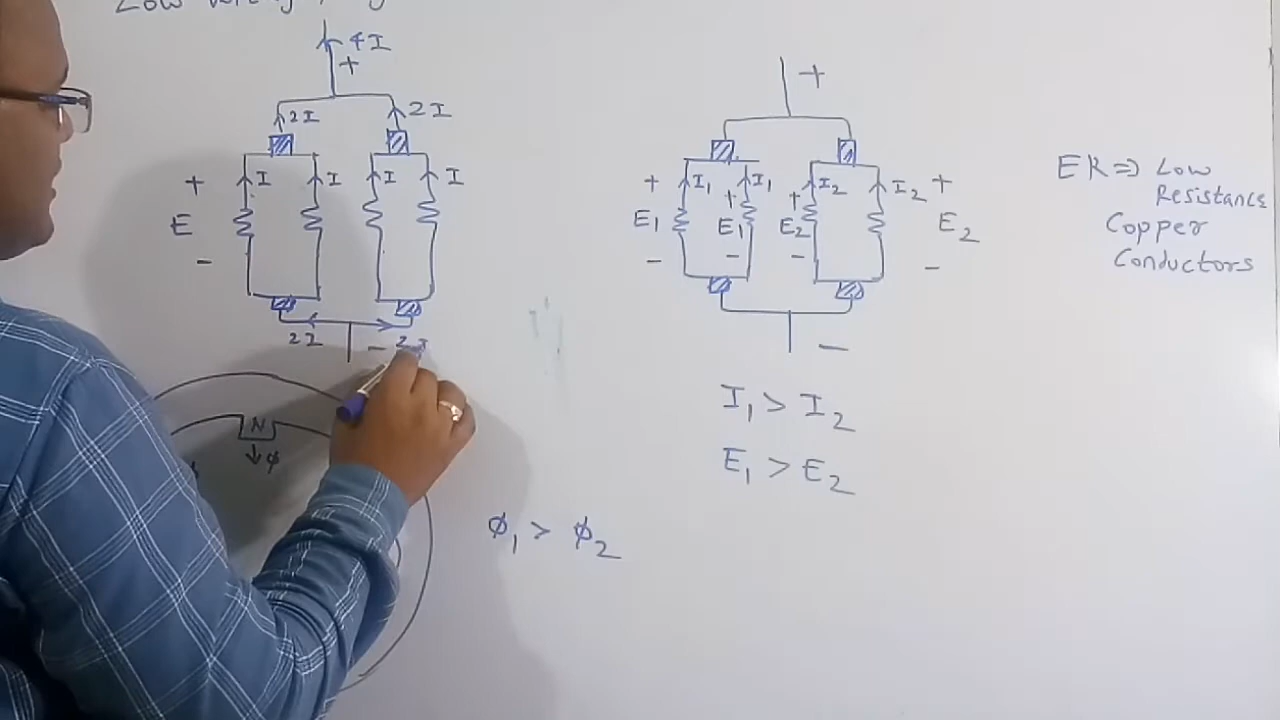 4I
+
2I 2I
I I I I
+
E
-
2I - 2I
N
↓ϕ
+
I₁ I₁ I₂ I₂
+ + + +
E₁ E₁ E₂ E₂
- - - -
-
I₁ > I₂
E₁ > E₂
ϕ₁ > ϕ₂
ER ⇒ Low
Resistance
Copper
Conductors